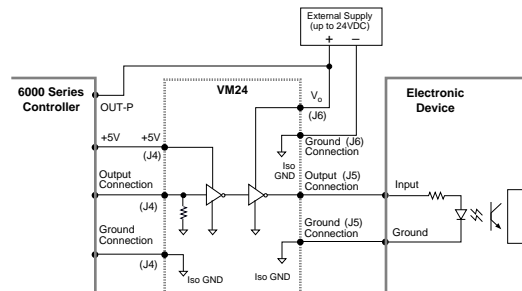 External Supply
(up to 24VDC)
+ −
6000 Series
Controller
VM24
Electronic
Device
OUT-P
Vo
(J6)
+5V +5V
(J4)
Iso
GND
Ground (J6)
Connection
Output
Connection
(J4)
Output (J5)
Connection
Input
Ground
Connection
(J4)
Iso GND
Iso GND
Ground (J5)
Connection
Ground